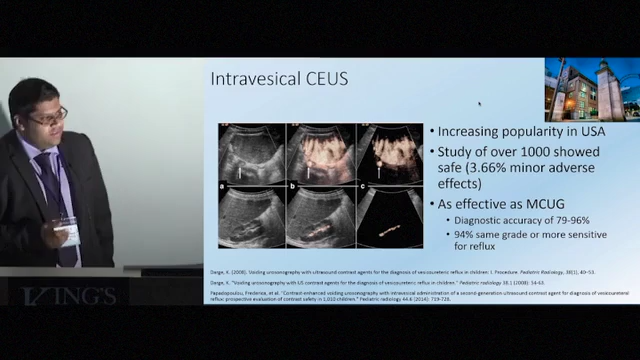 Intravesical CEUS
• Increasing popularity in USA
• Study of over 1000 showed
safe (3.66% minor adverse
effects)
• As effective as MCUG
• Diagnostic accuracy of 79-96%
• 94% same grade or more sensitive
for reflux
a
b
c
Darge, K. (2008). Voiding urosonography with ultrasound contrast agents for the diagnosis of vesicoureteric reflux in children: I. Procedure. Pediatric Radiology, 38(1), 40–53.
Darge, K. "Voiding urosonography with US contrast agents for the diagnosis of vesicoureteric reflux in children." Pediatric radiology 38.1 (2008): 54-63.
Papadopoulou, Frederica, et al. "Contrast-enhanced voiding urosonography with intravesical administration of a second-generation ultrasound contrast agent for diagnosis of vesicoureteral
reflux: prospective evaluation of contrast safety in 1,010 children." Pediatric radiology 44.6 (2014): 719-728.
KING'S